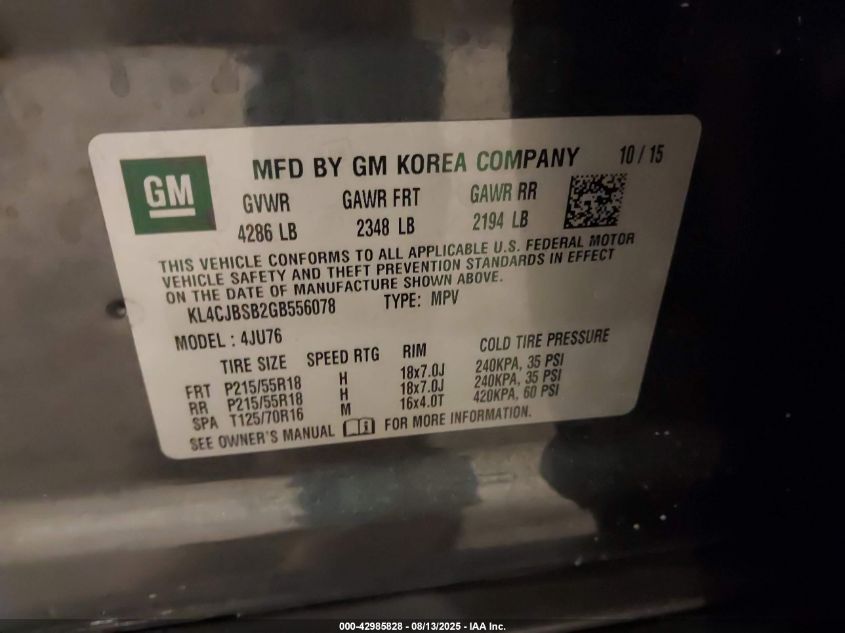 GM
MFD BY GM KOREA COMPANY 10 / 15
GVWR GAWR FRT GAWR RR
4286 LB 2348 LB 2194 LB
THIS VEHICLE CONFORMS TO ALL APPLICABLE U.S. FEDERAL MOTOR
VEHICLE SAFETY AND THEFT PREVENTION STANDARDS IN EFFECT
ON THE DATE OF MANUFACTURE SHOWN ABOVE.
KL4CJBSB2GB556078 TYPE: MPV
MODEL : 4JU76
TIRE SIZE SPEED RTG RIM COLD TIRE PRESSURE
FRT P215/55R18 H 18x7.0J 240KPA, 35 PSI
RR P215/55R18 H 18x7.0J 240KPA, 35 PSI
SPA T125/70R16 M 16x4.0T 420KPA, 60 PSI
SEE OWNER'S MANUAL FOR MORE INFORMATION.
000-42985828 - 08/13/2025 - IAA Inc.